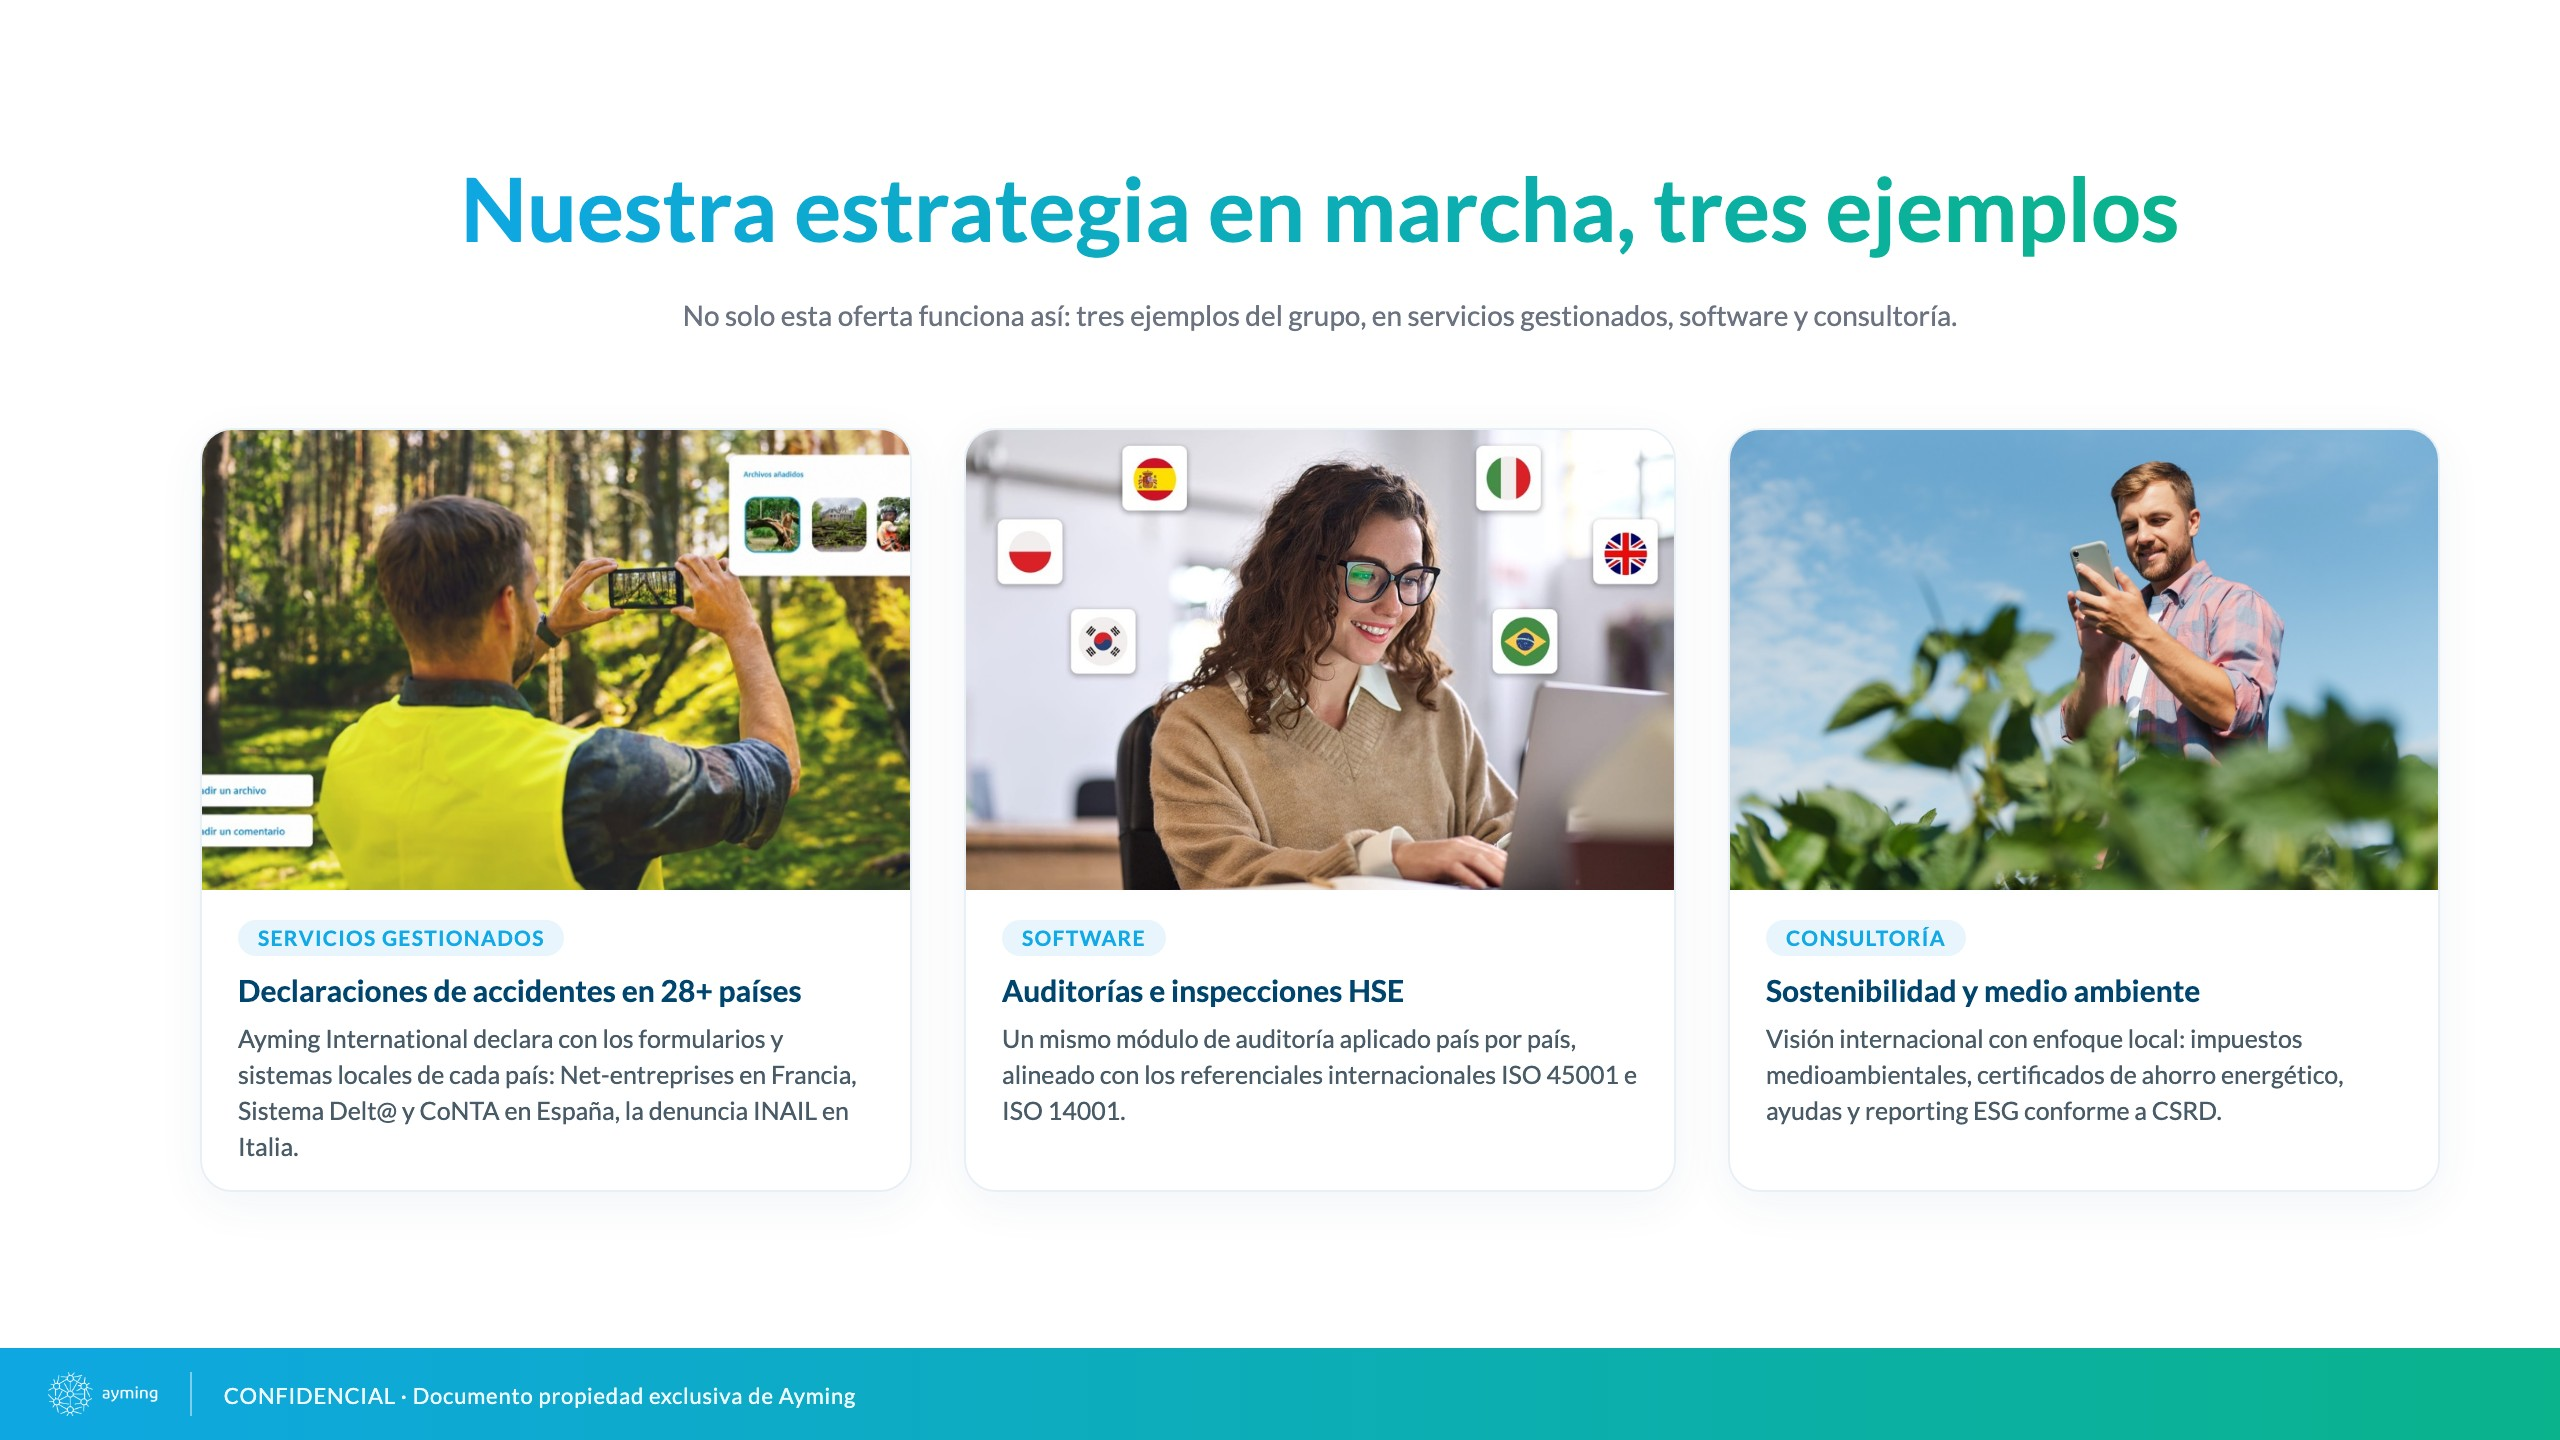 Nuestra estrategia en marcha, tres ejemplos
No solo esta oferta funciona así: tres ejemplos del grupo, en servicios gestionados, software y consultoría.
Archivos añadidos
adir un archivo
adir un comentario
SERVICIOS GESTIONADOS
Declaraciones de accidentes en 28+ países
Ayming International declara con los formularios y
sistemas locales de cada país: Net-entreprises en Francia,
Sistema Delt@ y CoNTA en España, la denuncia INAIL en
Italia.
SOFTWARE
Auditorías e inspecciones HSE
Un mismo módulo de auditoría aplicado país por país,
alineado con los referenciales internacionales ISO 45001 e
ISO 14001.
CONSULTORÍA
Sostenibilidad y medio ambiente
Visión internacional con enfoque local: impuestos
medioambientales, certificados de ahorro energético,
ayudas y reporting ESG conforme a CSRD.
ayming
CONFIDENCIAL · Documento propiedad exclusiva de Ayming